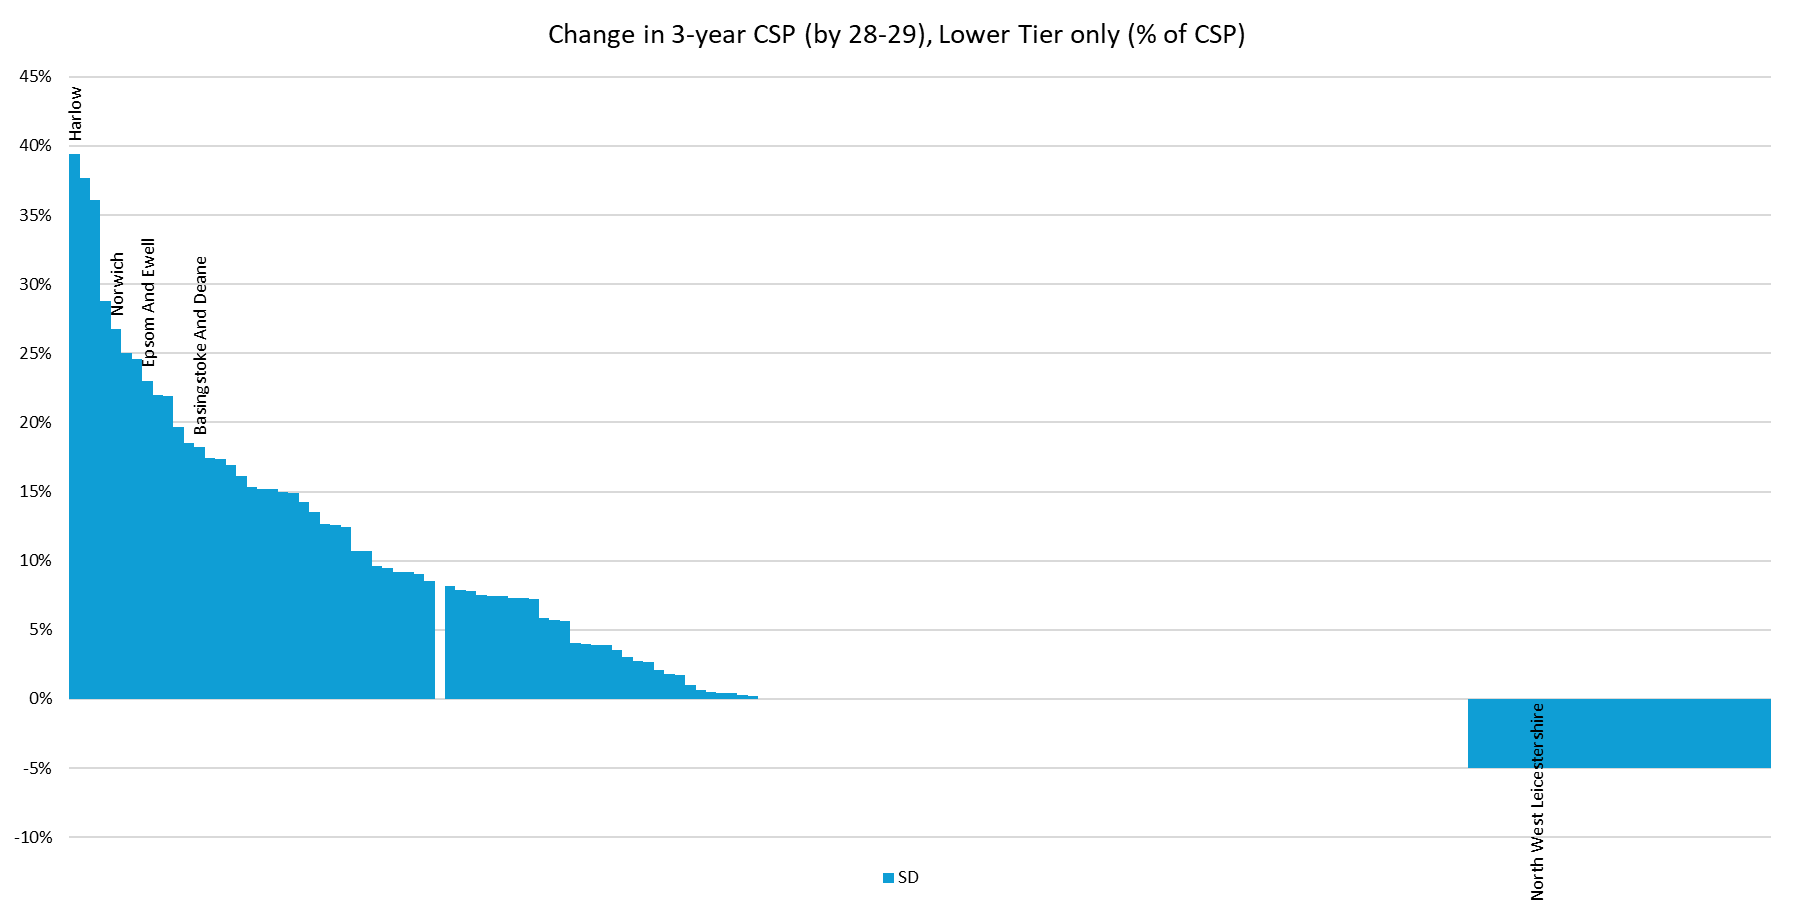 Change in 3-year CSP (by 28-29), Lower Tier only (% of CSP)
45%
40%
35%
30%
25%
20%
15%
10%
5%
0%
-5%
-10%
Harlow
Norwich
Epsom And Ewell
Basingstoke And Deane
North West Leicestershire
SD